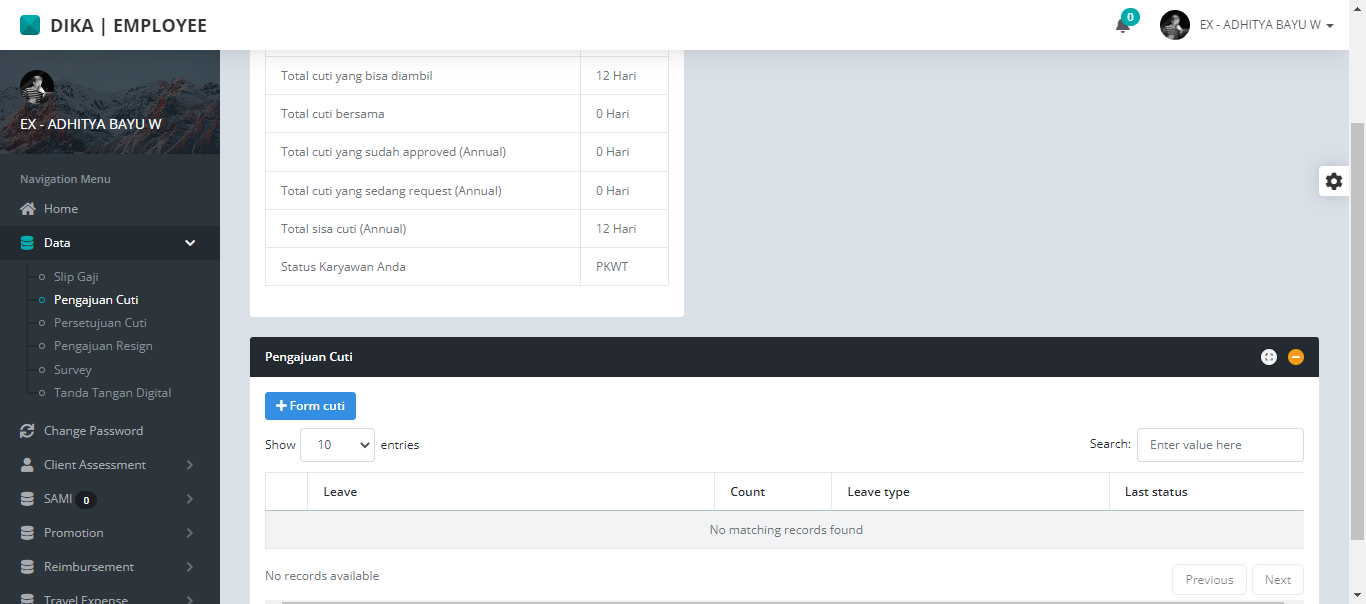 DIKA | EMPLOYEE
0
EX - ADHITYA BAYU W
EX - ADHITYA BAYU W
Navigation Menu
Home
Data
Slip Gaji
Pengajuan Cuti
Persetujuan Cuti
Pengajuan Resign
Survey
Tanda Tangan Digital
Change Password
Client Assessment
SAMI 0
Promotion
Reimbursement
Travel Expense
Total cuti yang bisa diambil 12 Hari
Total cuti bersama 0 Hari
Total cuti yang sudah approved (Annual) 0 Hari
Total cuti yang sedang request (Annual) 0 Hari
Total sisa cuti (Annual) 12 Hari
Status Karyawan Anda PKWT
Pengajuan Cuti
Form cuti
Show 10 entries Search: Enter value here
Leave Count Leave type Last status
No matching records found
No records available Previous Next